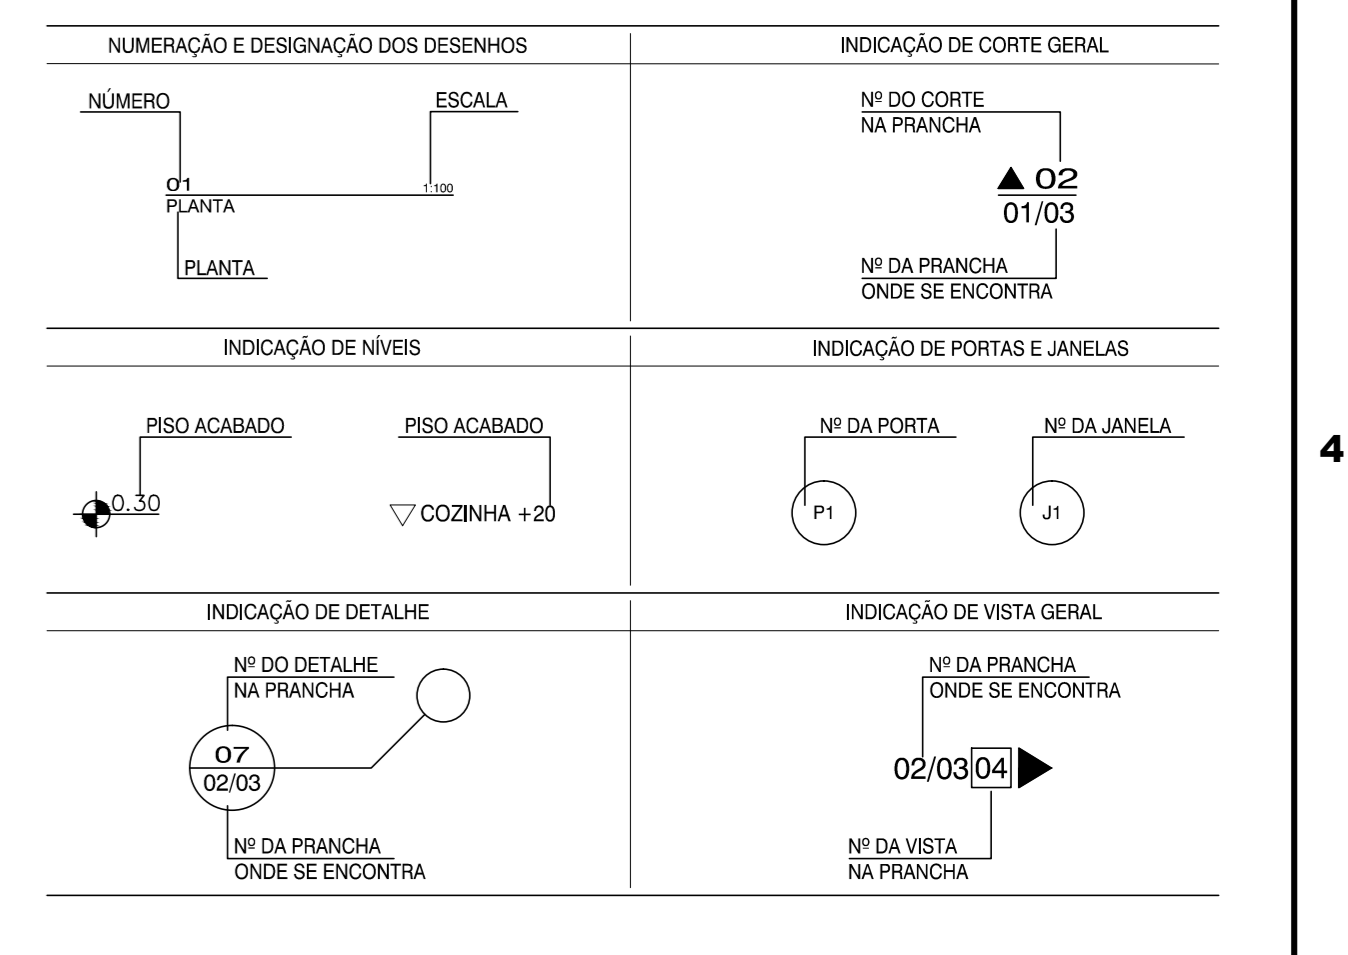 NUMERAÇÃO E DESIGNAÇÃO DOS DESENHOS
NÚMERO
ESCALA
01
1:100
PLANTA
PLANTA
INDICAÇÃO DE CORTE GERAL
Nº DO CORTE
NA PRANCHA
02
01/03
Nº DA PRANCHA
ONDE SE ENCONTRA
INDICAÇÃO DE NÍVEIS
PISO ACABADO
0.30
PISO ACABADO
COZINHA +20
INDICAÇÃO DE PORTAS E JANELAS
Nº DA PORTA
P1
Nº DA JANELA
J1
INDICAÇÃO DE DETALHE
Nº DO DETALHE
NA PRANCHA
07
02/03
Nº DA PRANCHA
ONDE SE ENCONTRA
INDICAÇÃO DE VISTA GERAL
Nº DA PRANCHA
ONDE SE ENCONTRA
02/03 04
Nº DA VISTA
NA PRANCHA
4